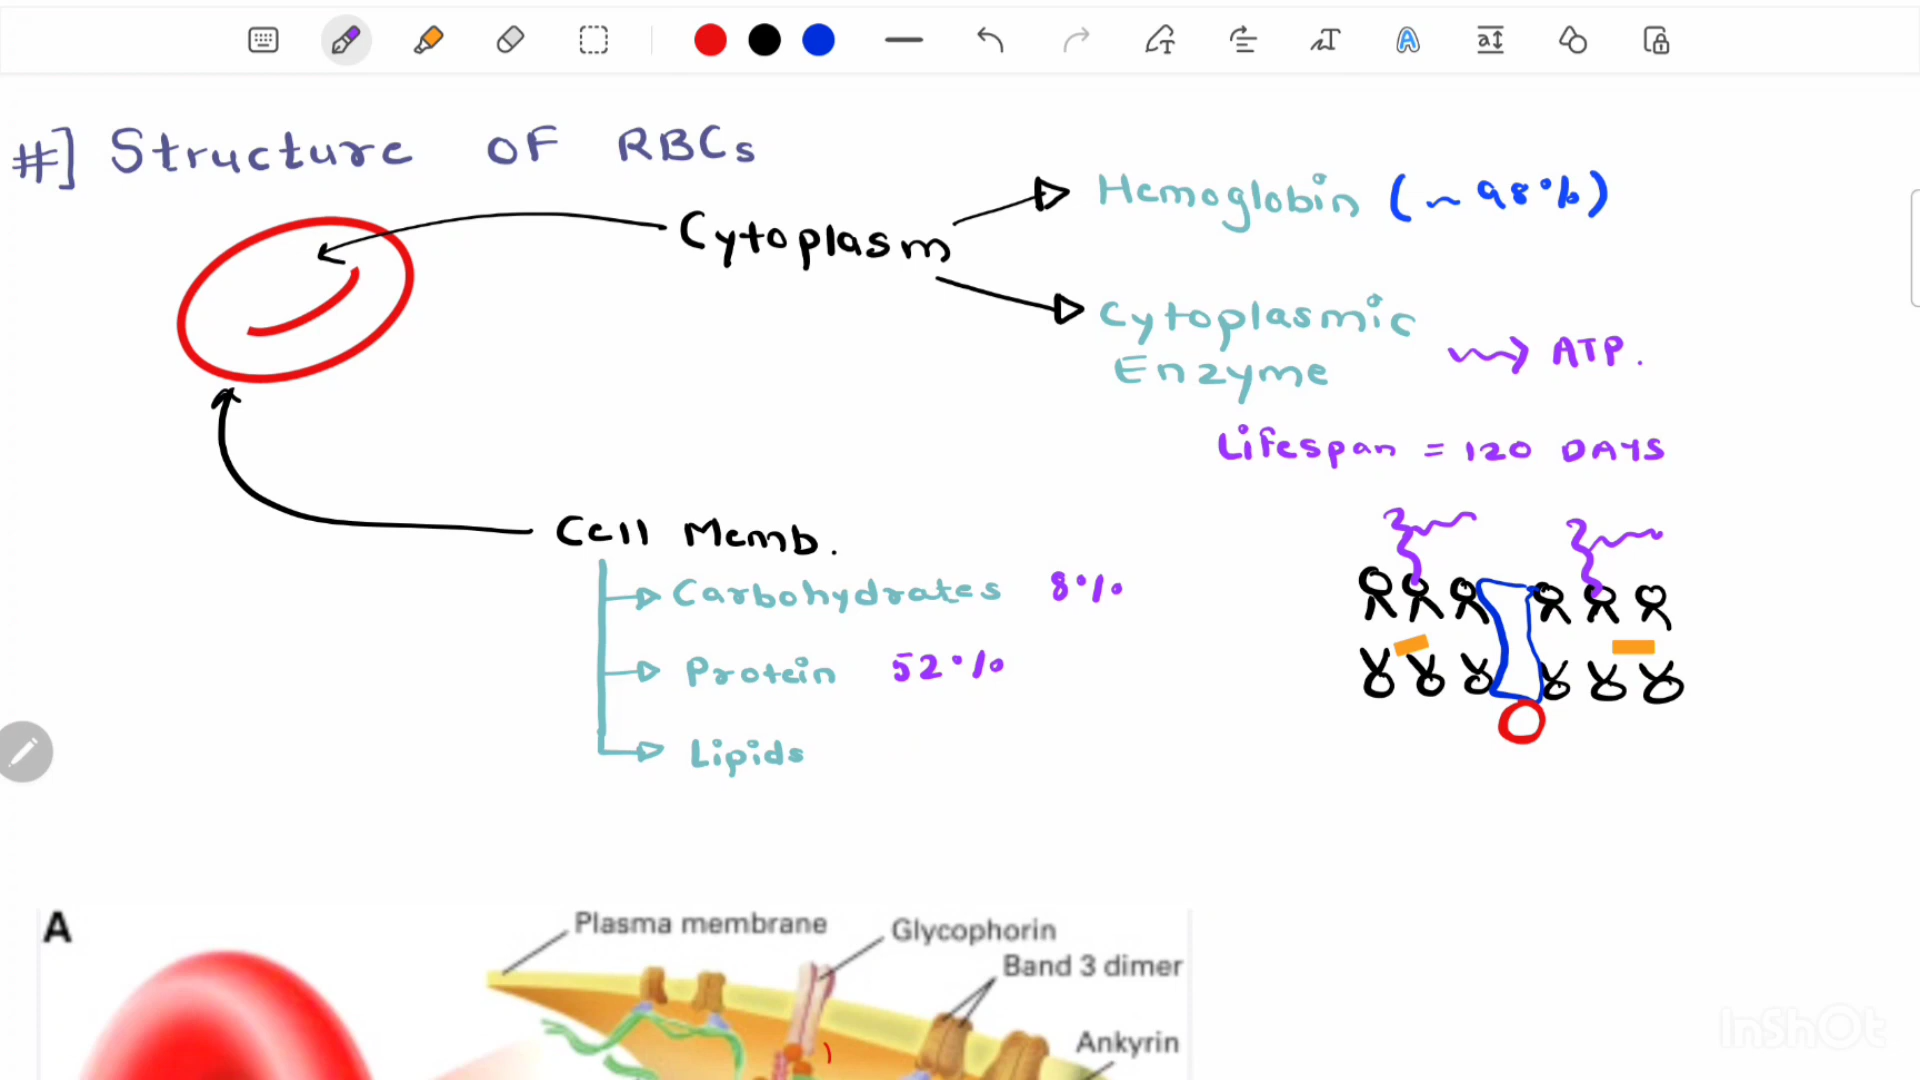 #] Structure OF RBCs
Hemoglobin (~ 98%)
Cytoplasm
Cytoplasmic
Enzyme
ATP.
Lifespan = 120 DAYS
Cell Memb.
Carbohydrates 8%
Protein 52%
Lipids
A
Plasma membrane
Glycophorin
Band 3 dimer
Ankyrin
InShOt